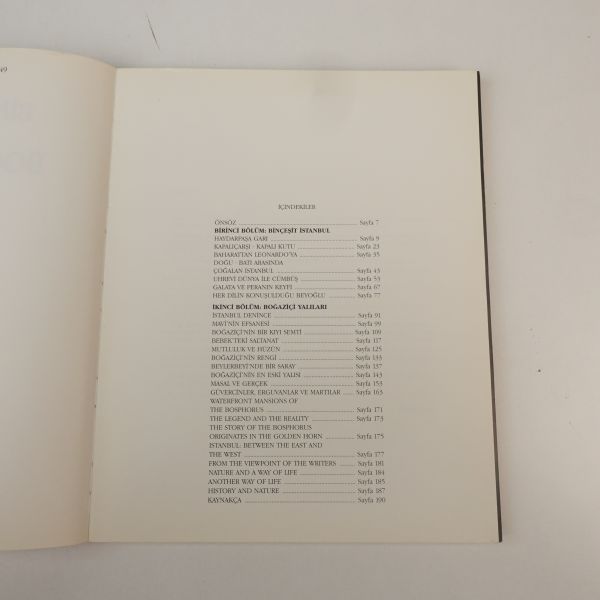 49
İÇİNDEKİLER
ÖNSÖZ ........ Sayfa 7
BİRİNCİ BÖLÜM: BİNÇEŞİT İSTANBUL
HAYDARPAŞA GARI ........ Sayfa 9
KAPALIÇARŞI - KAPALI KUTU ........ Sayfa 23
BAHARATTAN LEONARDO'YA ........ Sayfa 35
DOĞU - BATI ARASINDA
ÇOĞALAN İSTANBUL ........ Sayfa 43
UHREVİ DÜNYA İLE CÜMBÜŞ ........ Sayfa 53
GALATA VE PERANIN KEYFİ ........ Sayfa 67
HER DİLİN KONUŞULDUĞU BEYOĞLU ........ Sayfa 77
İKİNCİ BÖLÜM: BOĞAZİÇİ YALILARI
İSTANBUL DENİNCE ........ Sayfa 91
MAVİ'NİN EFSANESİ ........ Sayfa 99
BOĞAZİÇİ'NİN BİR KIYI SEMTİ ........ Sayfa 109
BEBEK'TEKİ SALTANAT ........ Sayfa 117
MUTLULUK VE HÜZÜN ........ Sayfa 125
BOĞAZİÇİ'NİN RENGİ ........ Sayfa 133
BEYLERBEYİ'NDE BİR SARAY ........ Sayfa 137
BOĞAZİÇİ'NİN EN ESKİ YALISI ........ Sayfa 143
MASAL VE GERÇEK ........ Sayfa 153
GÜVERCİNLER, ERGUVANLAR VE MARTILAR ........ Sayfa 163
WATERFRONT MANSIONS OF
THE BOSPHORUS ........ Sayfa 171
THE LEGEND AND THE REALITY ........ Sayfa 173
THE STORY OF THE BOSPHORUS
ORIGINATES IN THE GOLDEN HORN ........ Sayfa 175
ISTANBUL: BETWEEN THE EAST AND
THE WEST ........ Sayfa 177
FROM THE VIEWPOINT OF THE WRITERS ........ Sayfa 181
NATURE AND A WAY OF LIFE ........ Sayfa 184
ANOTHER WAY OF LIFE ........ Sayfa 185
HISTORY AND NATURE ........ Sayfa 187
KAYNAKÇA ........ Sayfa 190